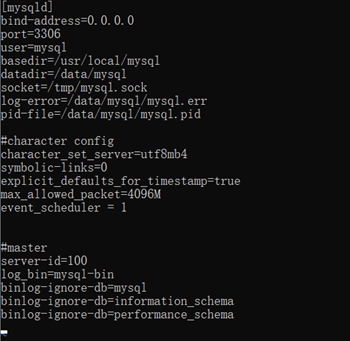 [mysqld]
bind-address=0.0.0.0
port=3306
user=mysql
basedir=/usr/local/mysql
datadir=/data/mysql
socket=/tmp/mysql.sock
log-error=/data/mysql/mysql.err
pid-file=/data/mysql/mysql.pid
#character config
character_set_server=utf8mb4
symbolic-links=0
explicit_defaults_for_timestamp=true
max_allowed_packet=4096M
event_scheduler = 1
#master
server-id=100
log_bin=mysql-bin
binlog-ignore-db=mysql
binlog-ignore-db=information_schema
binlog-ignore-db=performance_schema